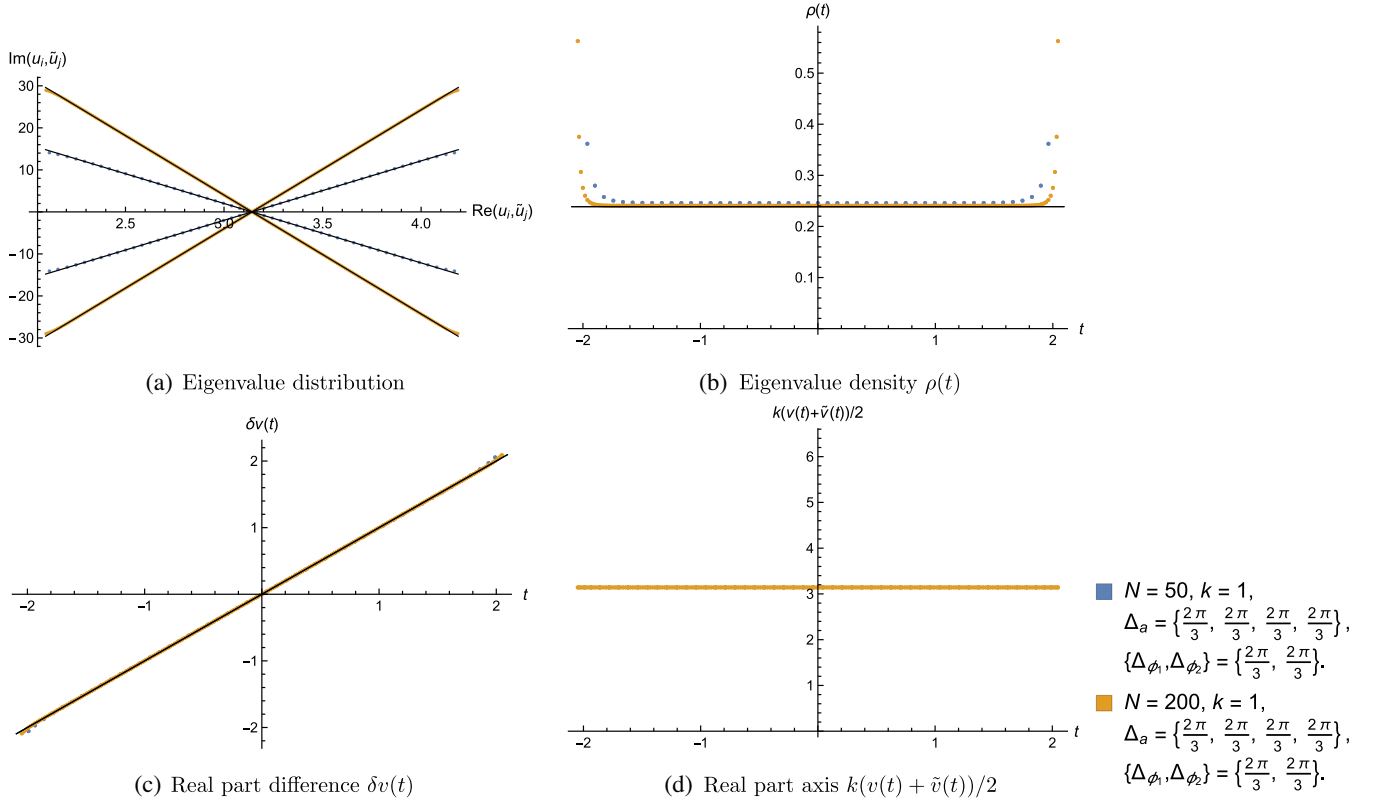 Im(u_i,ũ_j)
30
20
10
−10
−20
−30
2.5
3.0
3.5
4.0
Re(u_i,ũ_j)
(a) Eigenvalue distribution
ρ(t)
0.5
0.4
0.3
0.2
0.1
−2
−1
1
2
t
(b) Eigenvalue density ρ(t)
δv(t)
2
1
−1
−2
−2
−1
1
2
t
(c) Real part difference δv(t)
k(v(t)+ṽ(t))/2
6
5
4
3
2
1
−2
−1
1
2
t
(d) Real part axis k(v(t) + ṽ(t))/2
N = 50, k = 1,
Δ_a = {2π/3, 2π/3, 2π/3, 2π/3},
{Δ_ϕ₁,Δ_ϕ₂} = {2π/3, 2π/3}.
N = 200, k = 1,
Δ_a = {2π/3, 2π/3, 2π/3, 2π/3},
{Δ_ϕ₁,Δ_ϕ₂} = {2π/3, 2π/3}.